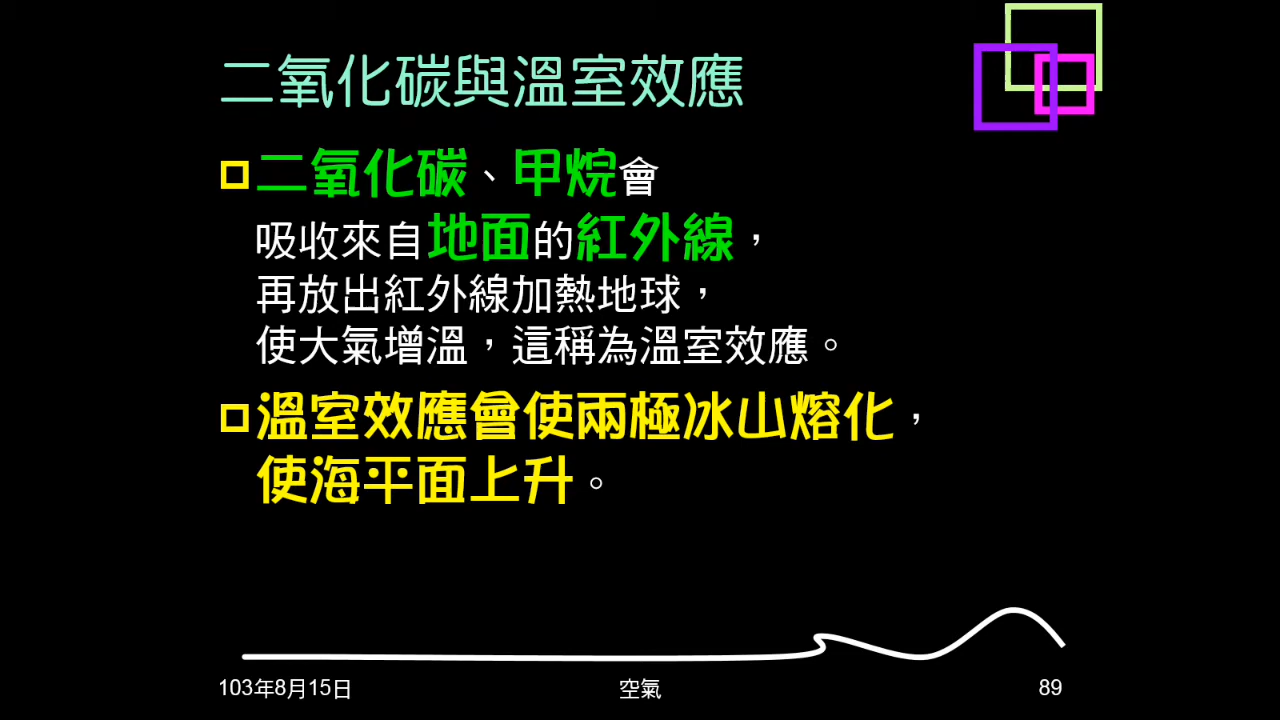 二氧化碳與溫室效應
二氧化碳、甲烷會
吸收來自地面的紅外線，
再放出紅外線加熱地球，
使大氣增溫，這稱為溫室效應。
溫室效應會使兩極冰山熔化，
使海平面上升。
103年8月15日
空氣
89